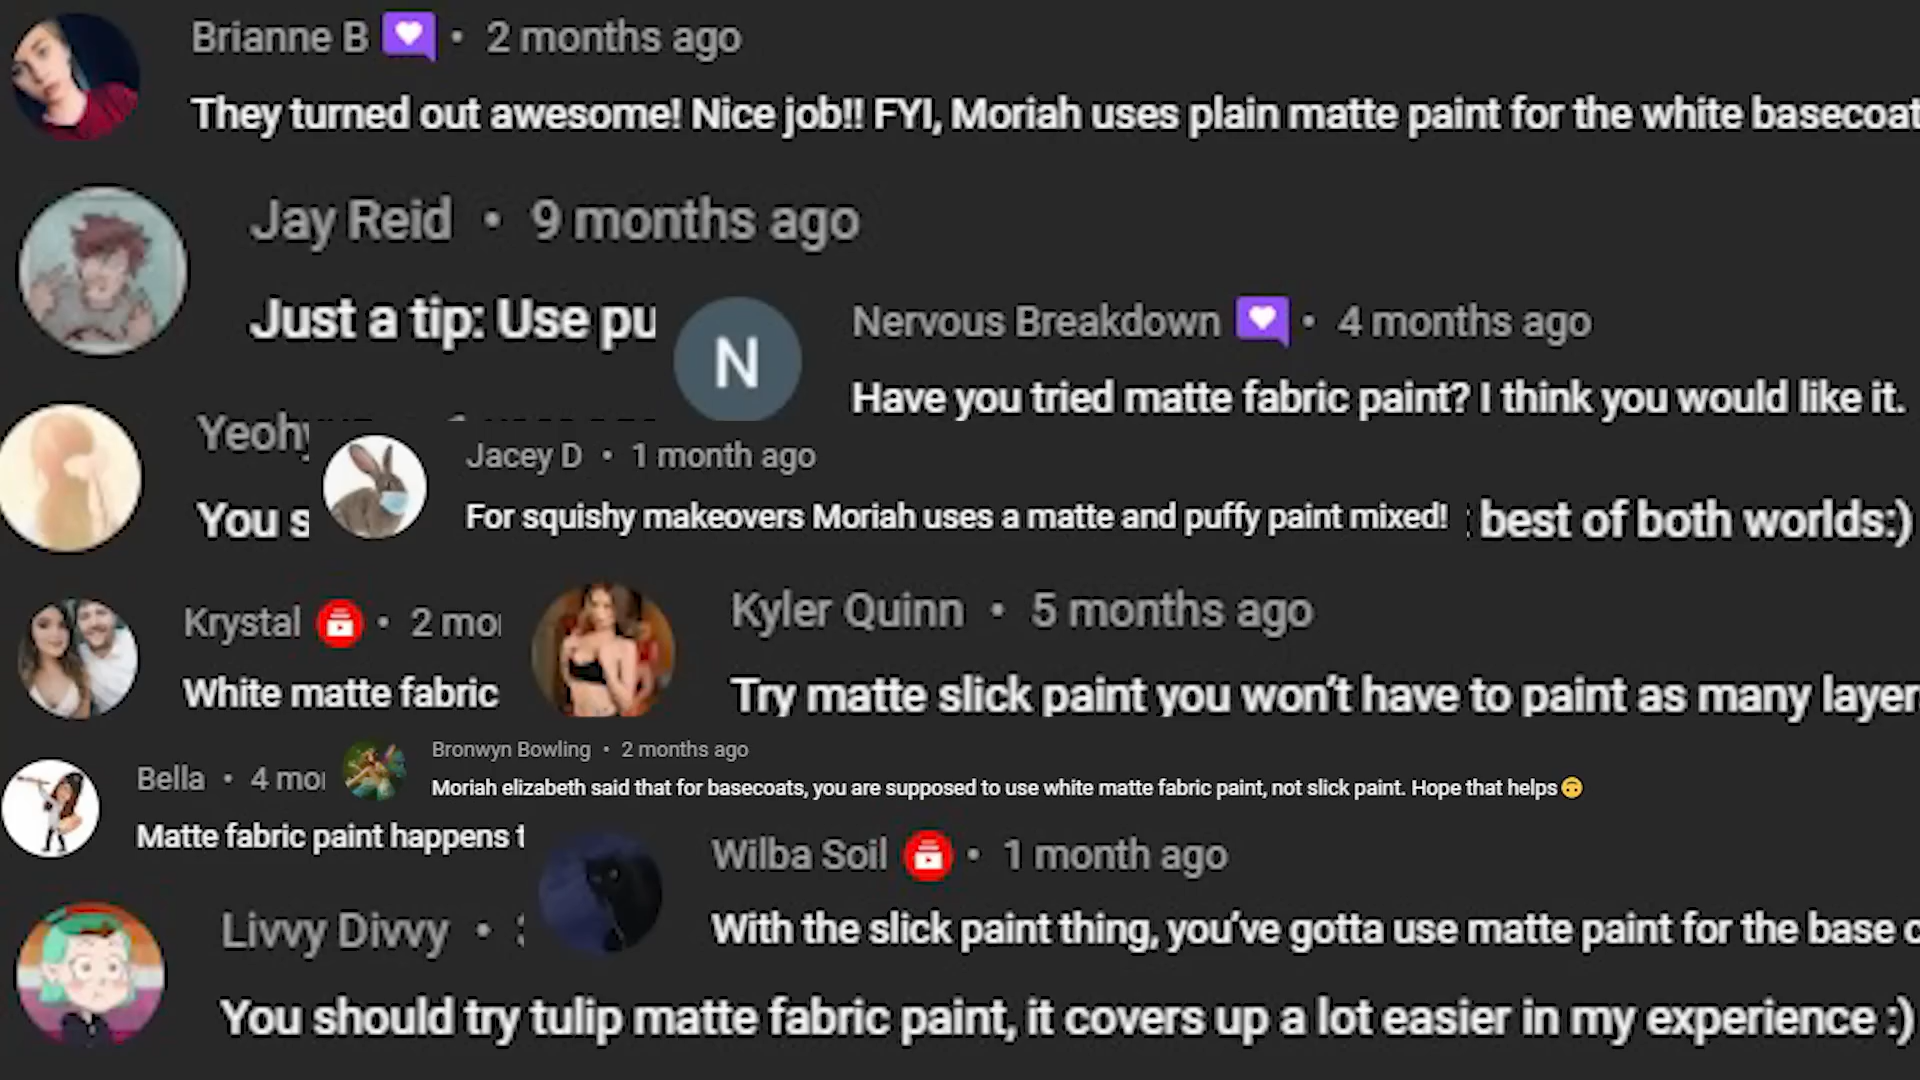 Brianne B • 2 months ago
They turned out awesome! Nice job!! FYI, Moriah uses plain matte paint for the white basecoat
Jay Reid • 9 months ago
Just a tip: Use pu
N
Nervous Breakdown • 4 months ago
Have you tried matte fabric paint? I think you would like it.
Yeohy
You s
Jacey D • 1 month ago
For squishy makeovers Moriah uses a matte and puffy paint mixed!
best of both worlds:)
Krystal • 2 mo
White matte fabric
Kyler Quinn • 5 months ago
Try matte slick paint you won’t have to paint as many layer
Bella • 4 mo
Matte fabric paint happens t
Bronwyn Bowling • 2 months ago
Moriah elizabeth said that for basecoats, you are supposed to use white matte fabric paint, not slick paint. Hope that helps🙃
Wilba Soil • 1 month ago
With the slick paint thing, you’ve gotta use matte paint for the base c
Livvy Divvy •
You should try tulip matte fabric paint, it covers up a lot easier in my experience :)